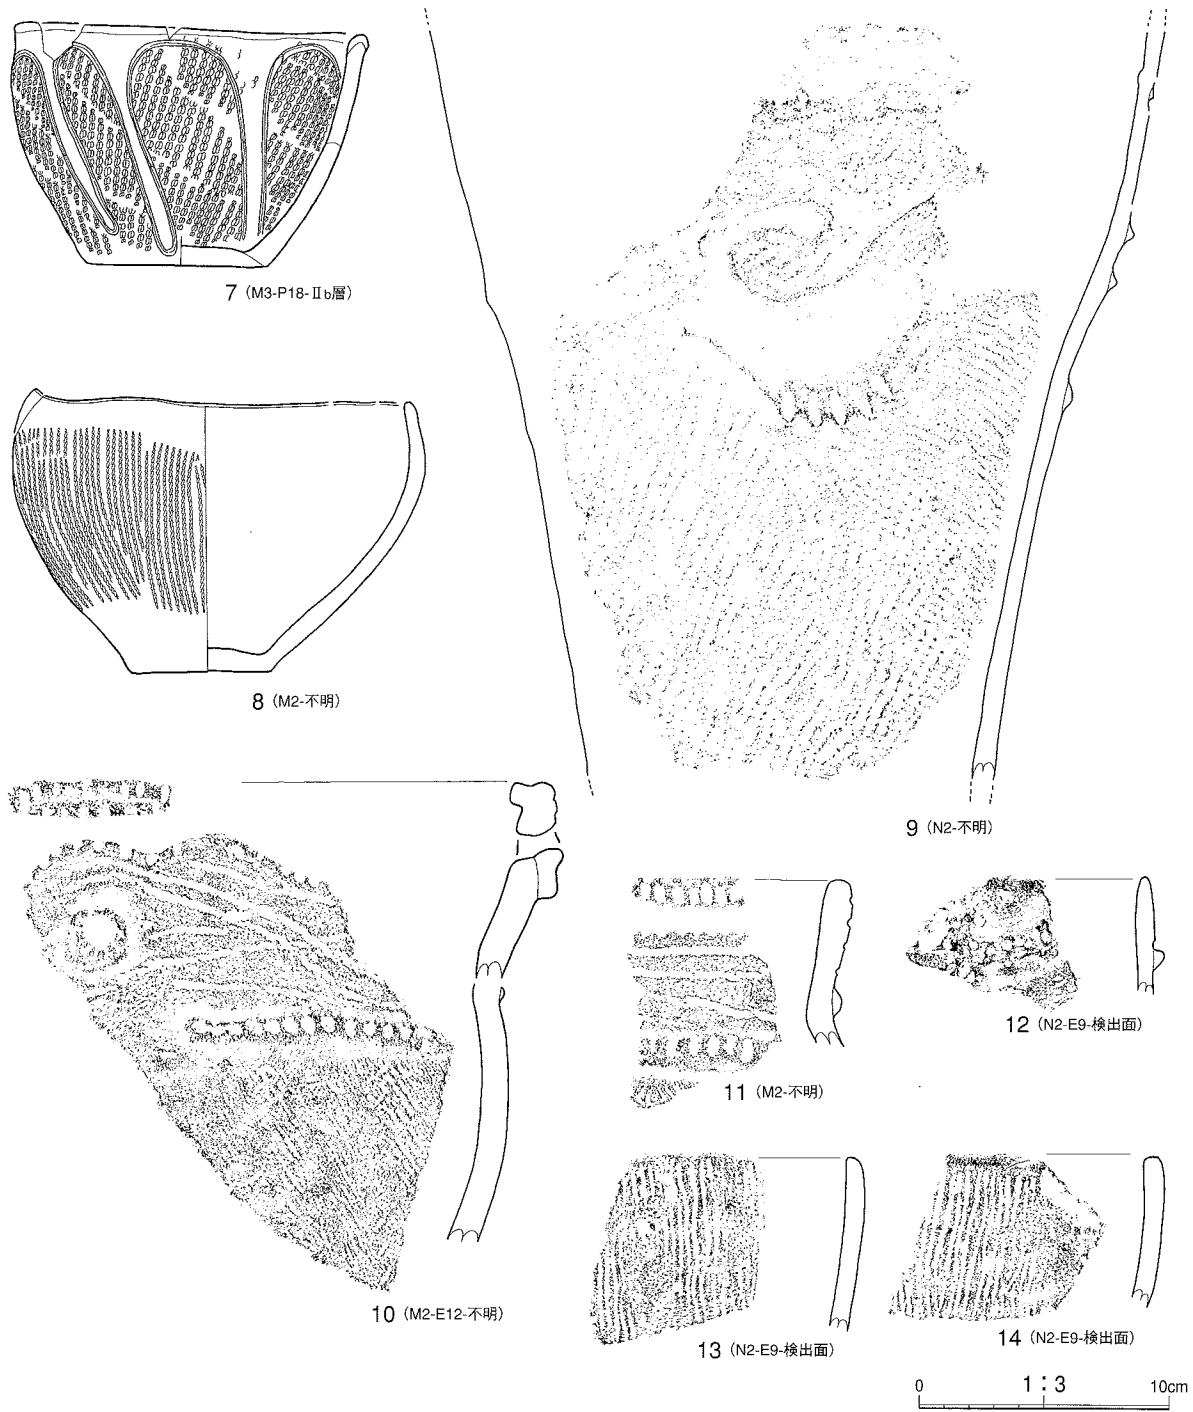 7（M3-P18-Ⅱb層）
8（M2-不明）
9（N2-不明）
10（M2-E12-不明）
11（M2-不明）
12（N2-E9-検出面）
13（N2-E9-検出面）
14（N2-E9-検出面）
0 1：3 10cm